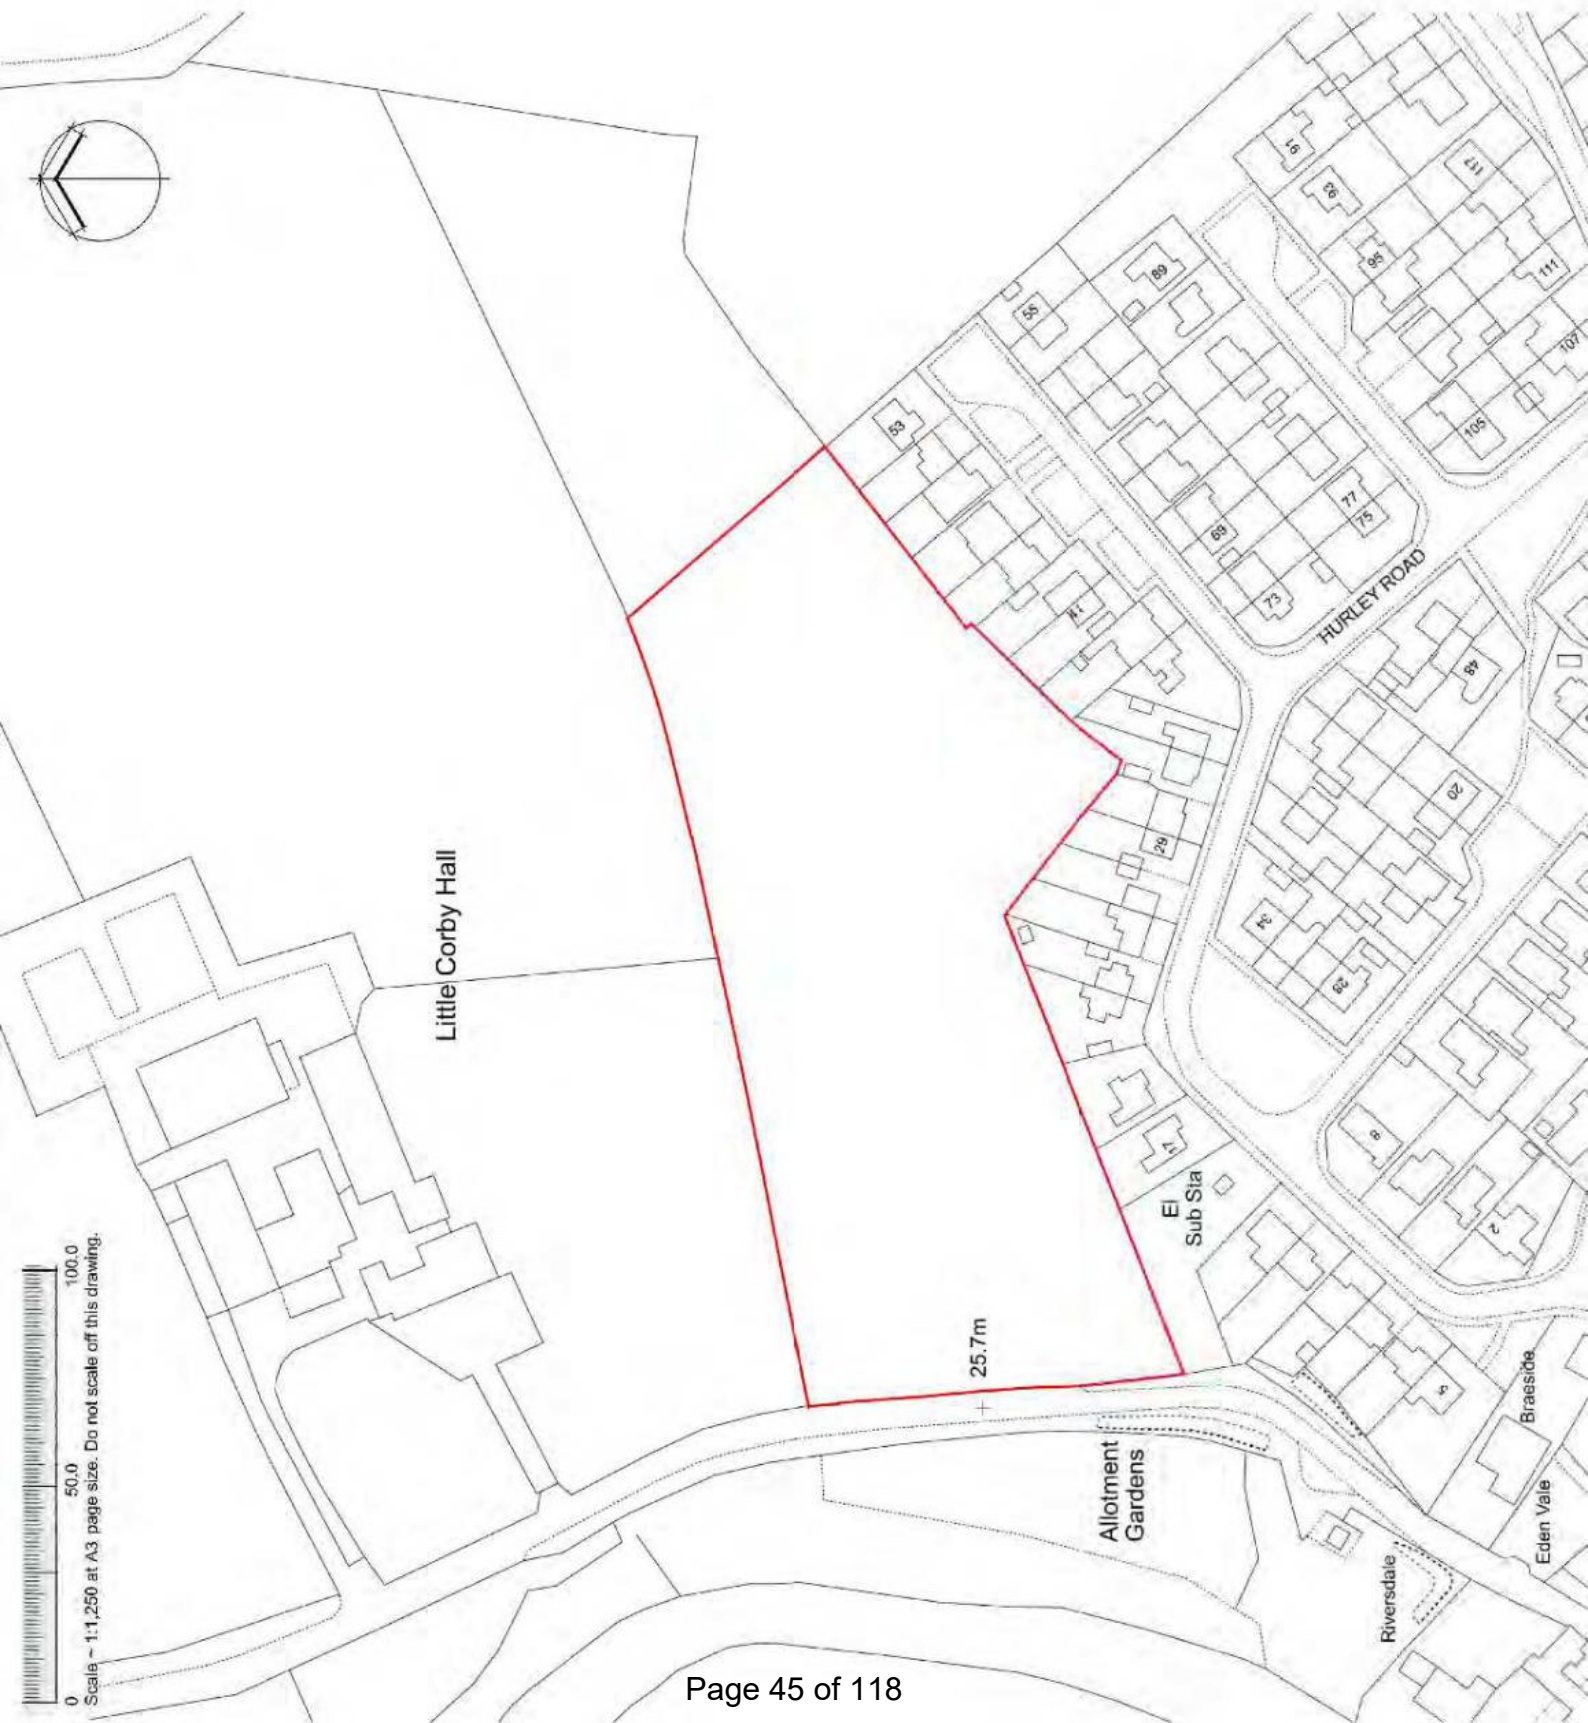 0
50.0
100.0
Scale ~ 1:1,250 at A3 page size. Do not scale off this drawing.
Little Corby Hall
91
93
117
95
111
107
105
89
55
53
77
75
69
73
41
HURLEY ROAD
48
20
29
34
28
17
8
2
El
Sub Sta
25.7m
5
Allotment
Gardens
Braeside
Eden Vale
Riversdale
Page 45 of 118